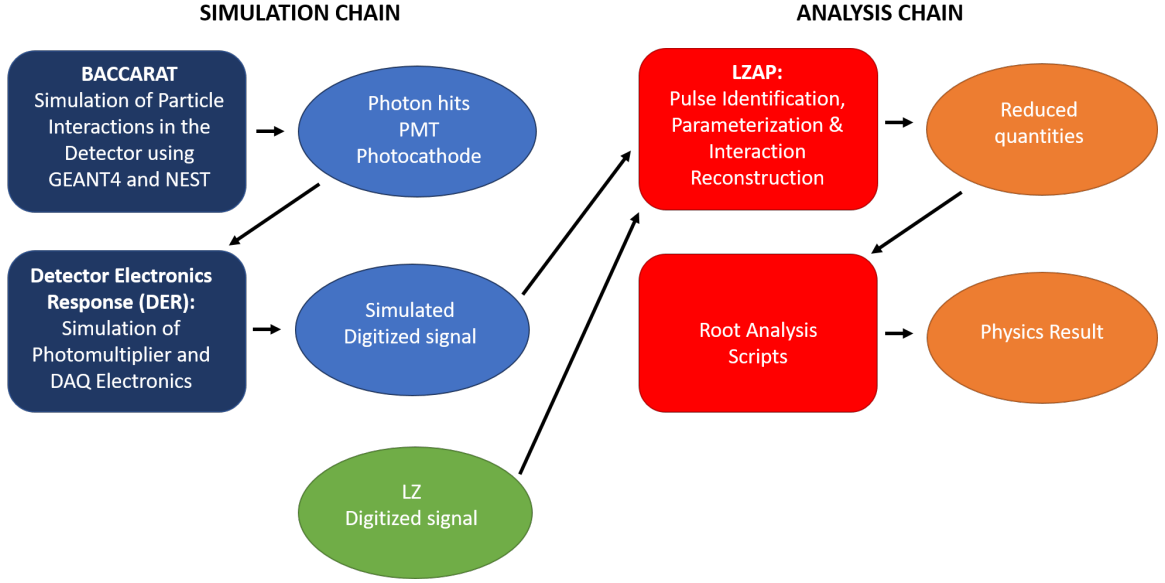 SIMULATION CHAIN
BACCARAT
Simulation of Particle
Interactions in the
Detector using
GEANT4 and NEST
Photon hits
PMT
Photocathode
Detector Electronics
Response (DER):
Simulation of
Photomultiplier and
DAQ Electronics
Simulated
Digitized signal
LZ
Digitized signal
ANALYSIS CHAIN
LZAP:
Pulse Identification,
Parameterization &
Interaction
Reconstruction
Reduced
quantities
Root Analysis
Scripts
Physics Result